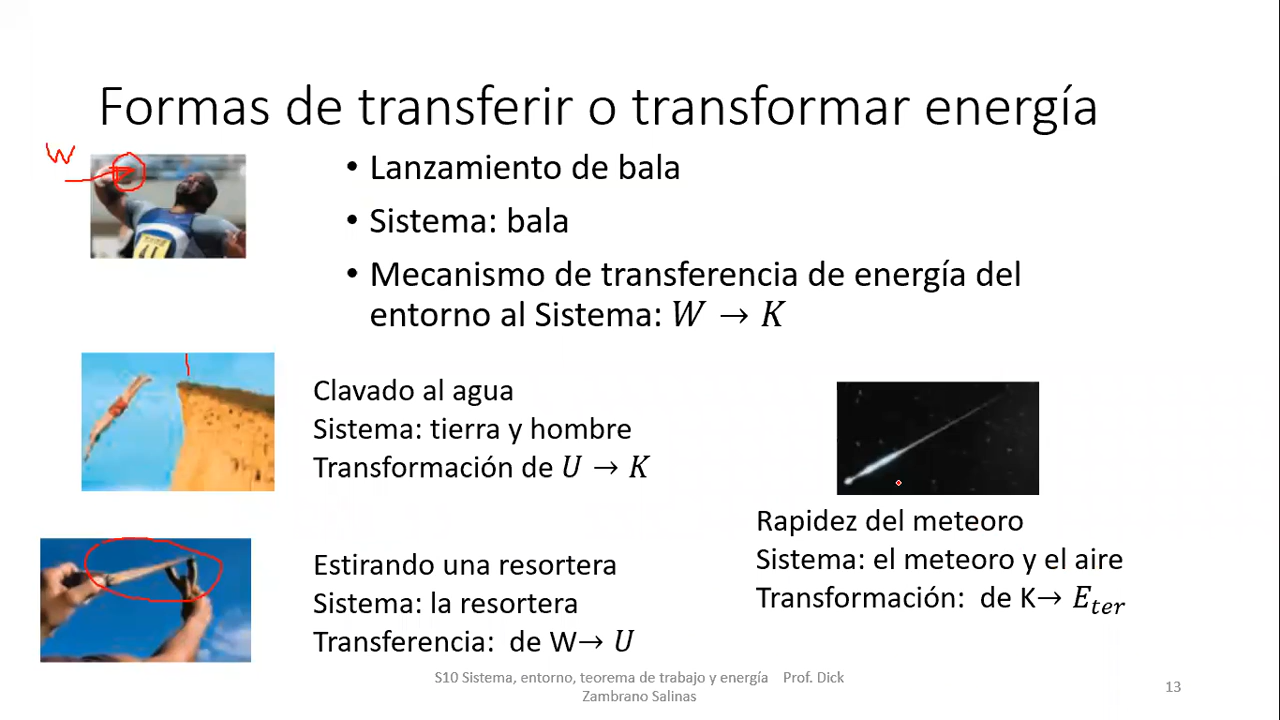 Formas de transferir o transformar energía
W
• Lanzamiento de bala
• Sistema: bala
• Mecanismo de transferencia de energía del
entorno al Sistema: W → K
Clavado al agua
Sistema: tierra y hombre
Transformación de U → K
Estirando una resortera
Sistema: la resortera
Transferencia: de W→ U
Rapidez del meteoro
Sistema: el meteoro y el aire
Transformación: de K→ E_ter
S10 Sistema, entorno, teorema de trabajo y energía Prof. Dick
Zambrano Salinas
13